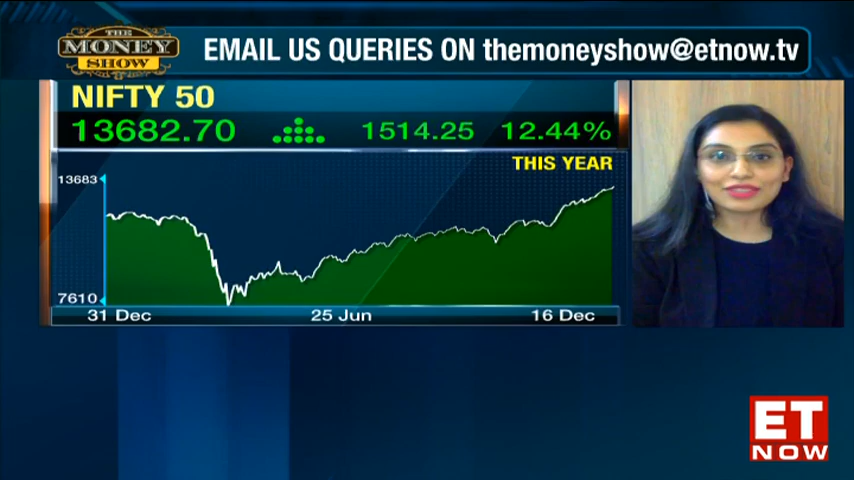 THE
MONEY
SHOW
EMAIL US QUERIES ON themoneyshow@etnow.tv
NIFTY 50
13682.70 1514.25 12.44%
THIS YEAR
13683
7610
31 Dec 25 Jun 16 Dec
ET
NOW